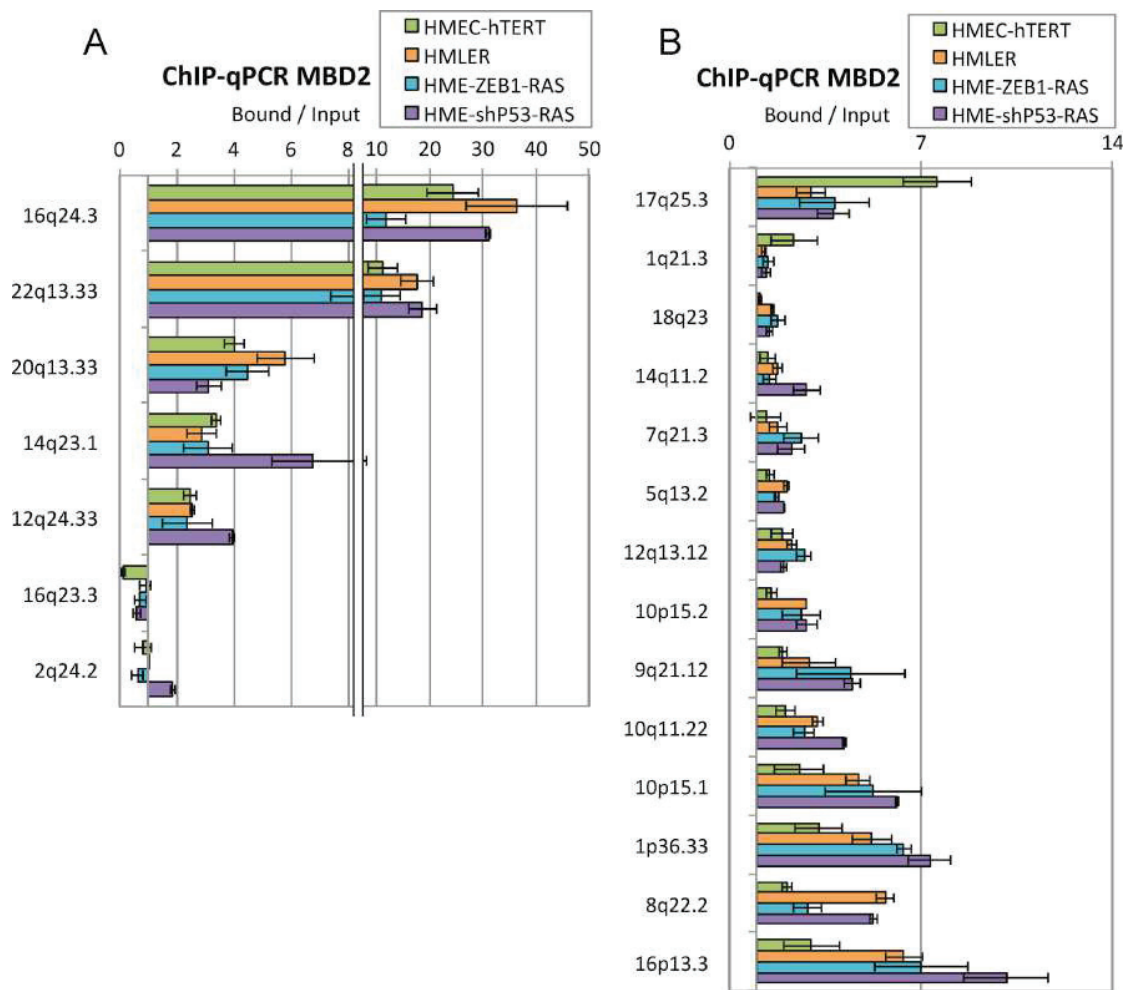 A
HMEC-hTERT
HMLER
HME-ZEB1-RAS
HME-shP53-RAS
ChIP-qPCR MBD2
Bound / Input
0 2 4 6 8 10 20 30 40 50
16q24.3
22q13.33
20q13.33
14q23.1
12q24.33
16q23.3
2q24.2
B
HMEC-hTERT
HMLER
HME-ZEB1-RAS
HME-shP53-RAS
ChIP-qPCR MBD2
Bound / Input
0 7 14
17q25.3
1q21.3
18q23
14q11.2
7q21.3
5q13.2
12q13.12
10p15.2
9q21.12
10q11.22
10p15.1
1p36.33
8q22.2
16p13.3